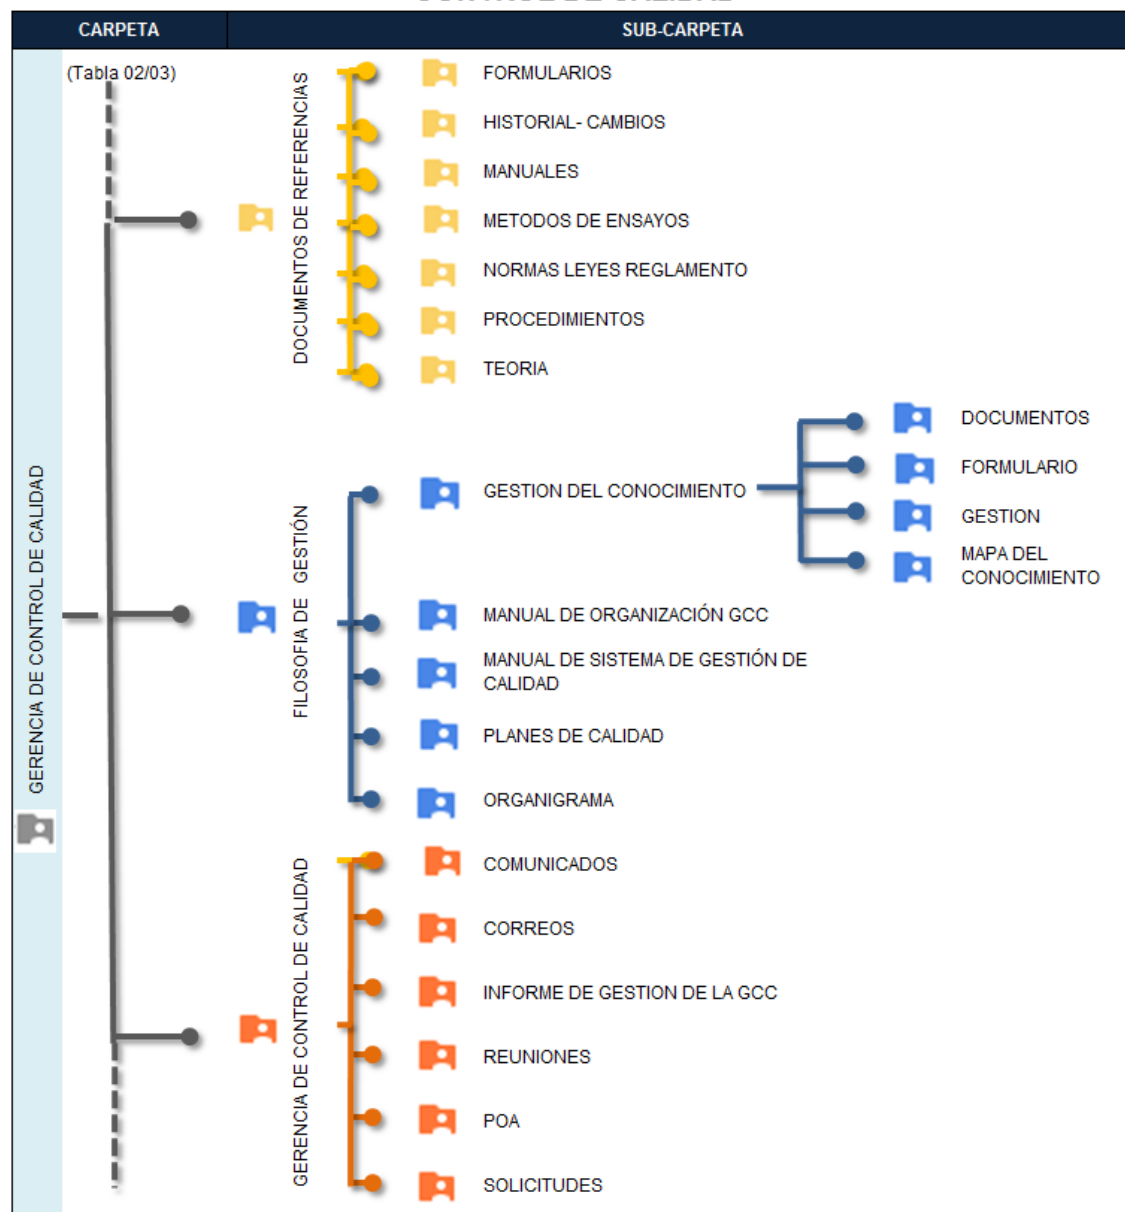 CARPETA
SUB-CARPETA
(Tabla 02/03)
GERENCIA DE CONTROL DE CALIDAD
DOCUMENTOS DE REFERENCIAS
FORMULARIOS
HISTORIAL- CAMBIOS
MANUALES
METODOS DE ENSAYOS
NORMAS LEYES REGLAMENTO
PROCEDIMIENTOS
TEORIA
FILOSOFIA DE GESTIÓN
GESTION DEL CONOCIMIENTO
DOCUMENTOS
FORMULARIO
GESTION
MAPA DEL
CONOCIMIENTO
MANUAL DE ORGANIZACIÓN GCC
MANUAL DE SISTEMA DE GESTIÓN DE
CALIDAD
PLANES DE CALIDAD
ORGANIGRAMA
GERENCIA DE CONTROL DE CALIDAD
COMUNICADOS
CORREOS
INFORME DE GESTION DE LA GCC
REUNIONES
POA
SOLICITUDES